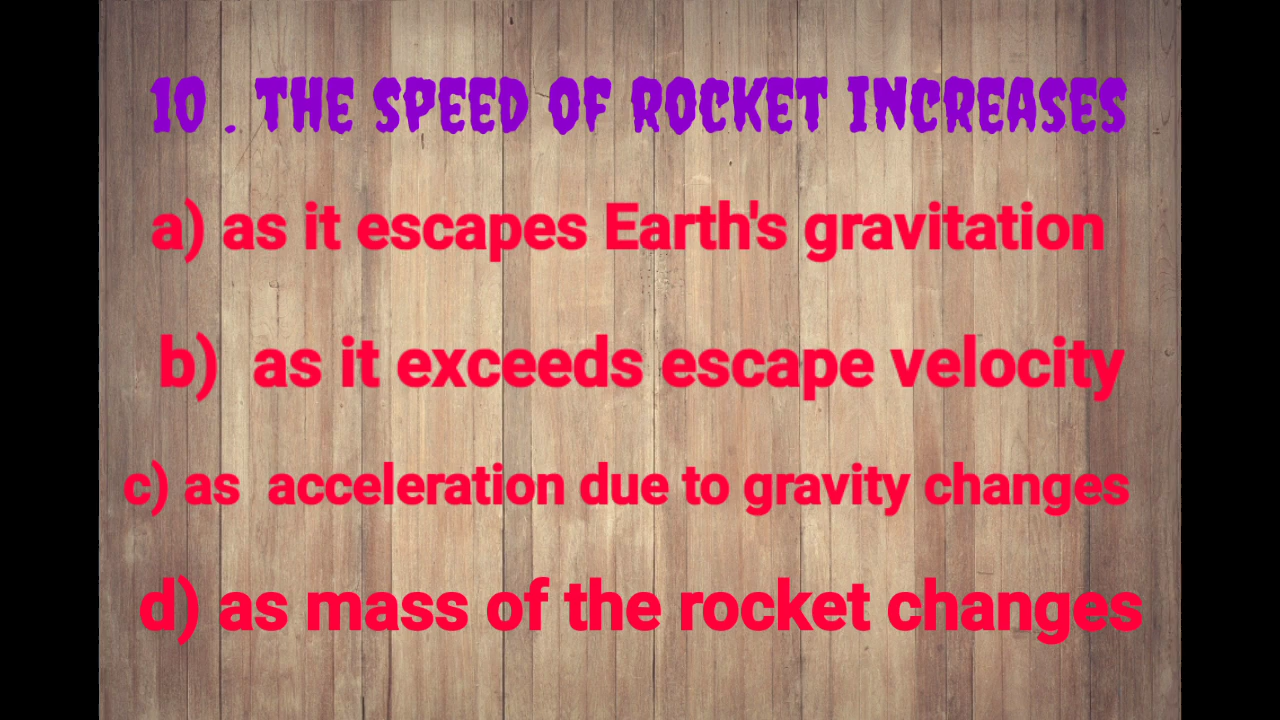 10 . THE SPEED OF ROCKET INCREASES
a) as it escapes Earth's gravitation
b) as it exceeds escape velocity
c) as acceleration due to gravity changes
d) as mass of the rocket changes